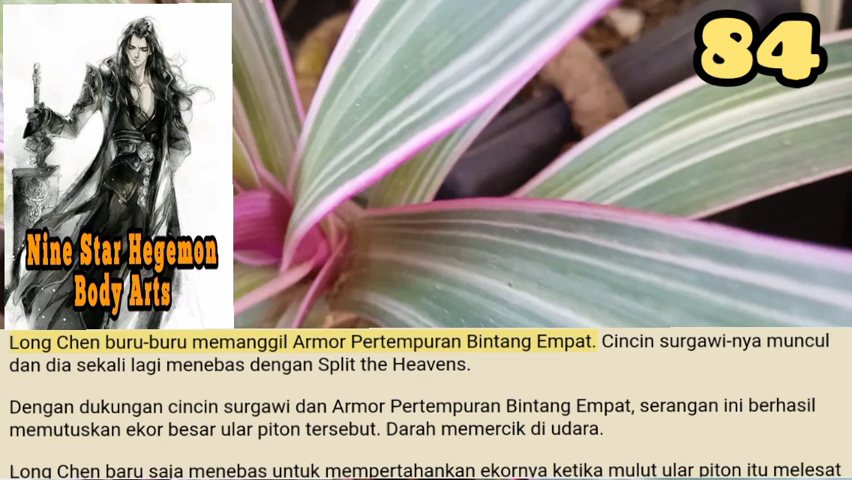 84
Nine Star Hegemon
Body Arts
Long Chen buru-buru memanggil Armor Pertempuran Bintang Empat. Cincin surgawi-nya muncul
dan dia sekali lagi menebas dengan Split the Heavens.
Dengan dukungan cincin surgawi dan Armor Pertempuran Bintang Empat, serangan ini berhasil
memutuskan ekor besar ular piton tersebut. Darah memercik di udara.
Long Chen baru saja menebas untuk mempertahankan ekornya ketika mulut ular piton itu melesat